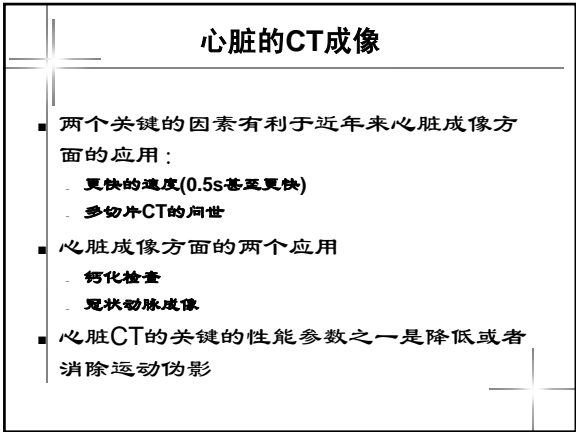 心脏的CT成像
■ 两个关键的因素有利于近年来心脏成像方
面的应用:
– 更快的速度(0.5s甚至更快)
– 多切片CT的问世
■ 心脏成像方面的两个应用
– 钙化检查
– 冠状动脉成像
■ 心脏CT的关键的性能参数之一是降低或者
消除运动伪影